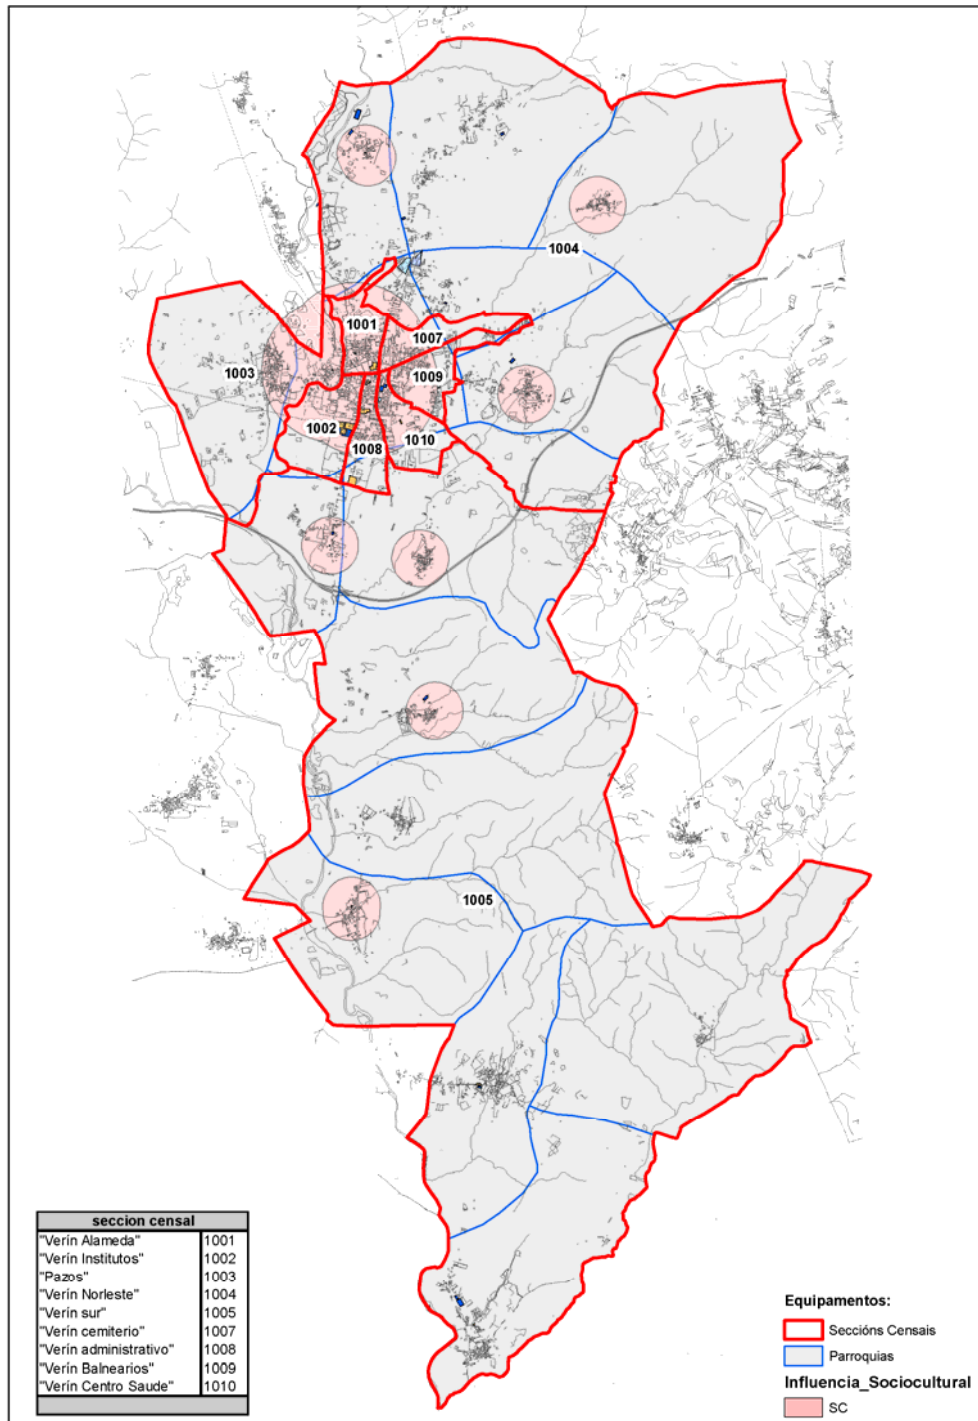 1004
1001
1007
1003
1009
1002
1010
1008
1005
seccion censal
"Verín Alameda" 1001
"Verín Institutos" 1002
"Pazos" 1003
"Verín Norleste" 1004
"Verín sur" 1005
"Verín cemiterio" 1007
"Verín administrativo" 1008
"Verín Balnearios" 1009
"Verín Centro Saude" 1010
Equipamentos:
Seccións Censais
Parroquias
Influencia_Sociocultural
SC